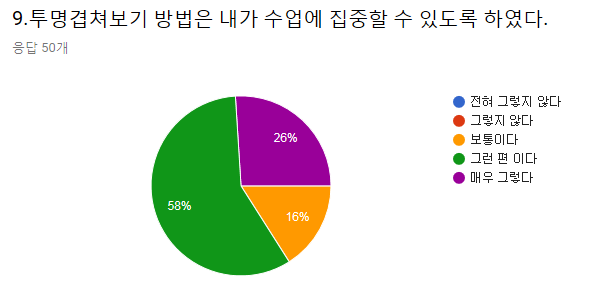 9.투명겹쳐보기 방법은 내가 수업에 집중할 수 있도록 하였다.
응답 50개
전혀 그렇지 않다
그렇지 않다
보통이다
그런 편 이다
매우 그렇다
26%
58%
16%